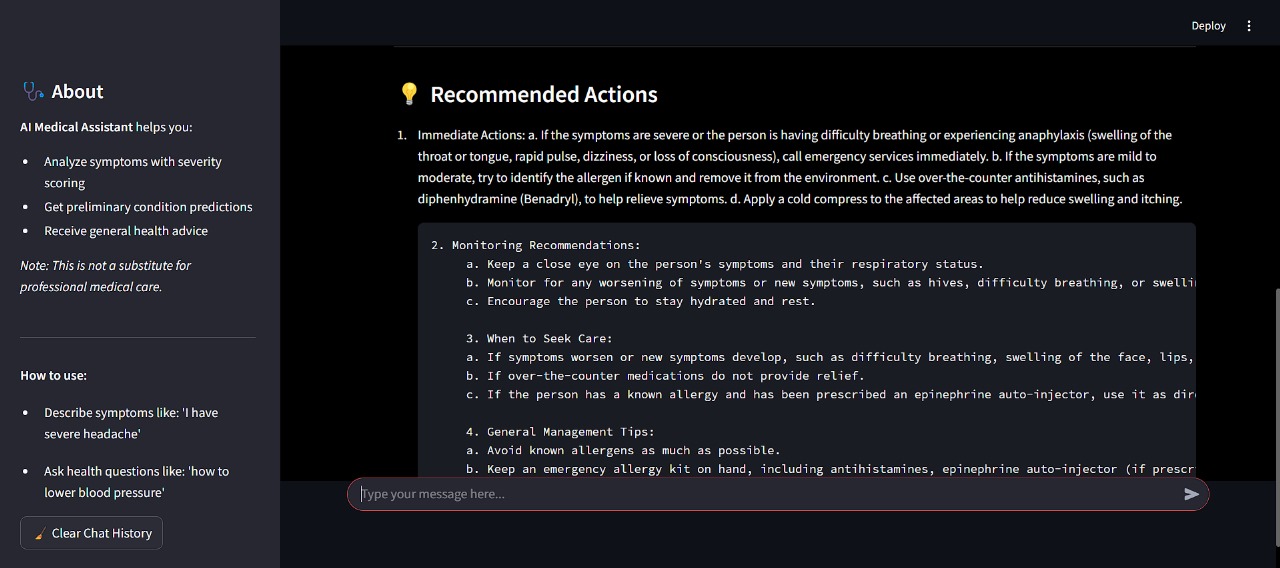 Deploy
About
AI Medical Assistant helps you:
Analyze symptoms with severity
scoring
Get preliminary condition predictions
Receive general health advice
Note: This is not a substitute for
professional medical care.
How to use:
Describe symptoms like: 'I have
severe headache'
Ask health questions like: 'how to
lower blood pressure'
Clear Chat History
Recommended Actions
1. Immediate Actions: a. If the symptoms are severe or the person is having difficulty breathing or experiencing anaphylaxis (swelling of the
throat or tongue, rapid pulse, dizziness, or loss of consciousness), call emergency services immediately. b. If the symptoms are mild to
moderate, try to identify the allergen if known and remove it from the environment. c. Use over-the-counter antihistamines, such as
diphenhydramine (Benadryl), to help relieve symptoms. d. Apply a cold compress to the affected areas to help reduce swelling and itching.
2. Monitoring Recommendations:
a. Keep a close eye on the person's symptoms and their respiratory status.
b. Monitor for any worsening of symptoms or new symptoms, such as hives, difficulty breathing, or swelli
c. Encourage the person to stay hydrated and rest.
3. When to Seek Care:
a. If symptoms worsen or new symptoms develop, such as difficulty breathing, swelling of the face, lips,
b. If over-the-counter medications do not provide relief.
c. If the person has a known allergy and has been prescribed an epinephrine auto-injector, use it as dir
4. General Management Tips:
a. Avoid known allergens as much as possible.
b. Keep an emergency allergy kit on hand, including antihistamines, epinephrine auto-injector (if prescr
Type your message here...